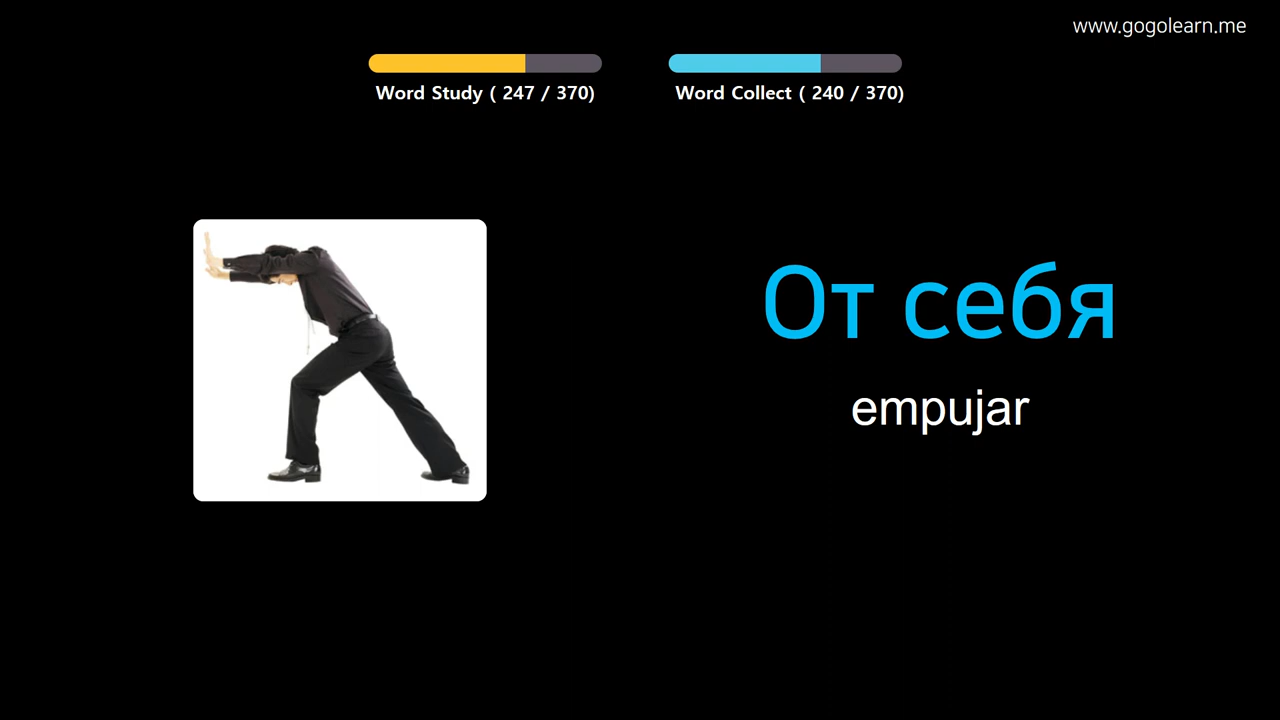 www.gogolearn.me
Word Study ( 247 / 370)
Word Collect ( 240 / 370)
От себя
empujar